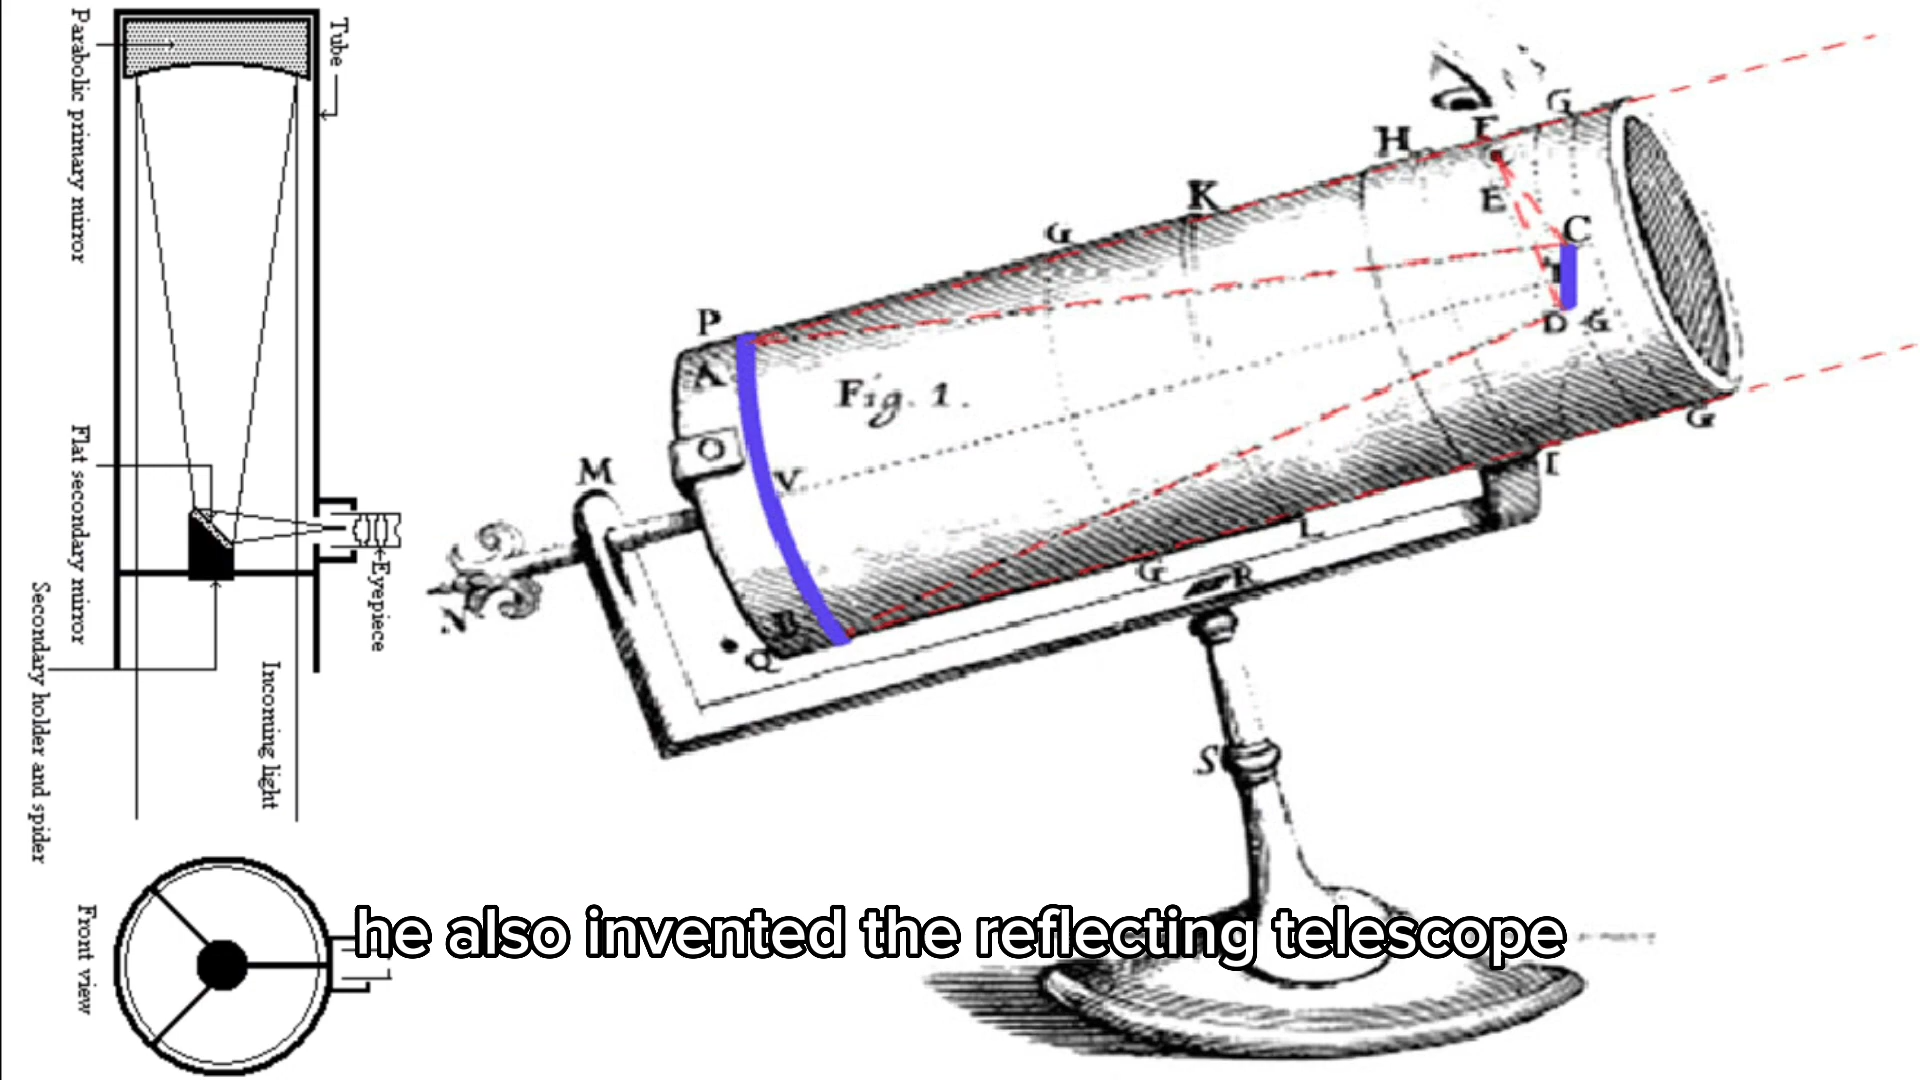 Parabolic primary mirror
Tube
Flat secondary mirror
Eyepiece
Secondary holder and spider
Incoming light
Front view
G
F
H
E
K
C
G
T
P
D G
A
Fig. 1.
G
O
V
M
I
L
G R
N
B
Q
S
he also invented the reflecting telescope